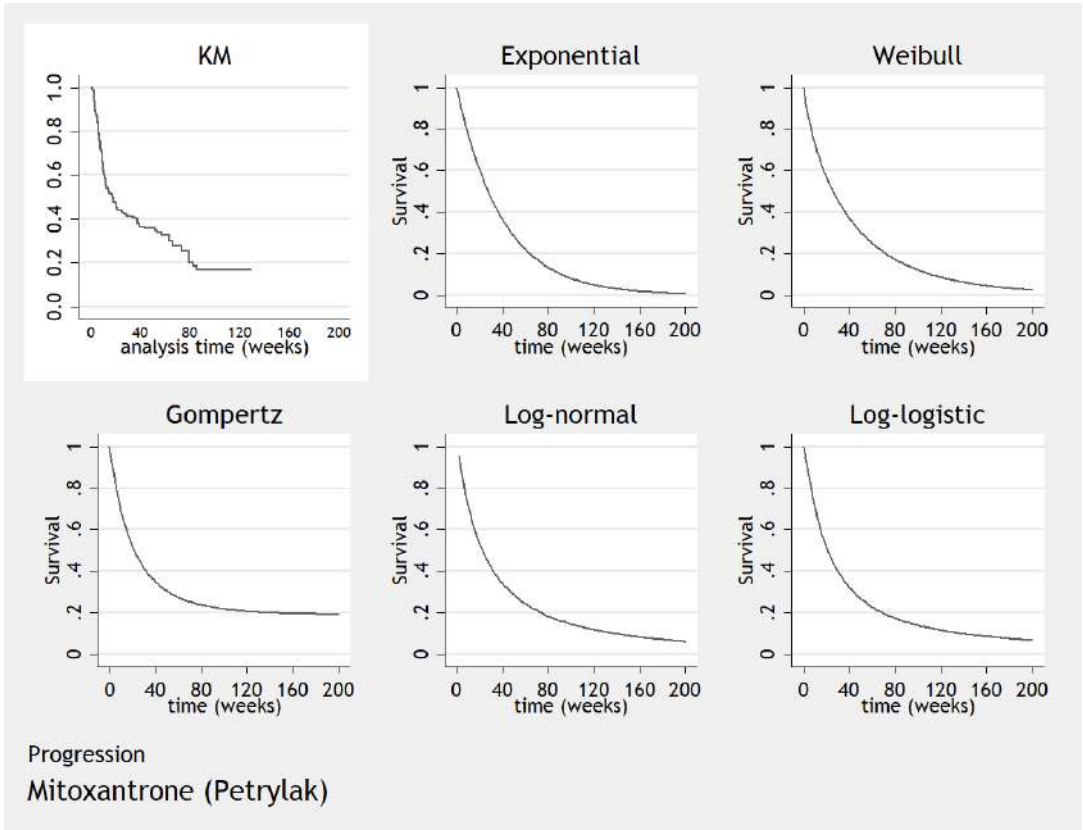 KM
1.0
0.8
0.6
0.4
0.2
0.0
0 40 80 120 160 200
analysis time (weeks)
Exponential
Survival
1
.8
.6
.4
.2
0
0 40 80 120 160 200
time (weeks)
Weibull
Survival
1
.8
.6
.4
.2
0
0 40 80 120 160 200
time (weeks)
Gompertz
Survival
1
.8
.6
.4
.2
0
0 40 80 120 160 200
time (weeks)
Log-normal
Survival
1
.8
.6
.4
.2
0
0 40 80 120 160 200
time (weeks)
Log-logistic
Survival
1
.8
.6
.4
.2
0
0 40 80 120 160 200
time (weeks)
Progression
Mitoxantrone (Petrylak)